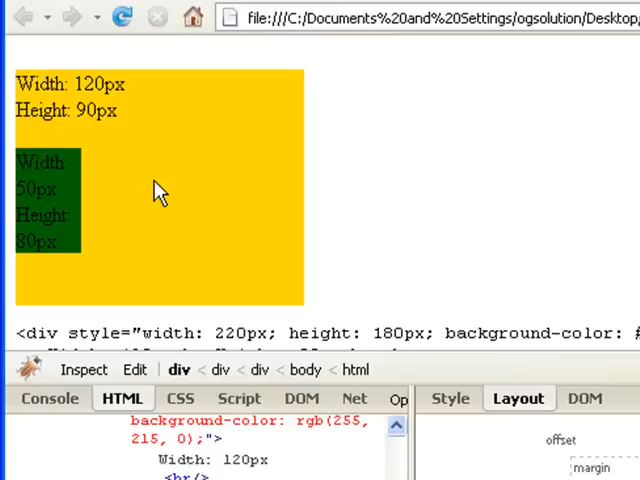 file:///C:/Documents%20and%20Settings/ogsolution/Desktop/
Width: 120px
Height: 90px
Width:
50px
Height:
80px
<div style="width: 220px; height: 180px; background-color: #
Inspect Edit div < div < div < body < html
Console HTML CSS Script DOM Net Op
Style Layout DOM
background-color: rgb(255,
215, 0);">
Width: 120px
<br/>
offset
margin